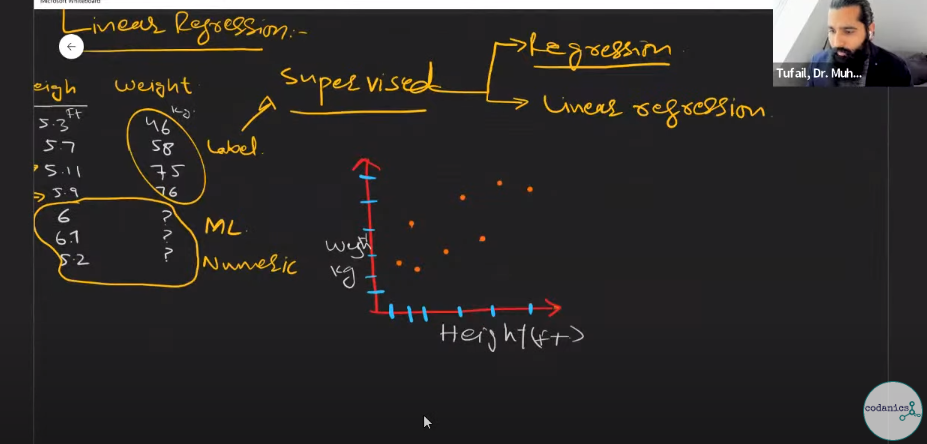 Microsoft Whiteboard
Linear Regression:-
Tufail, Dr. Muh...
eigh weight
Supervised
Regression
Linear regression
ft kg.
5.3 46
5.7 58
5.11 75
5.9 76
Label
6 ?
6.1 ?
5.2 ?
ML
Numeric
Weight
kg
Height(ft)
codanics